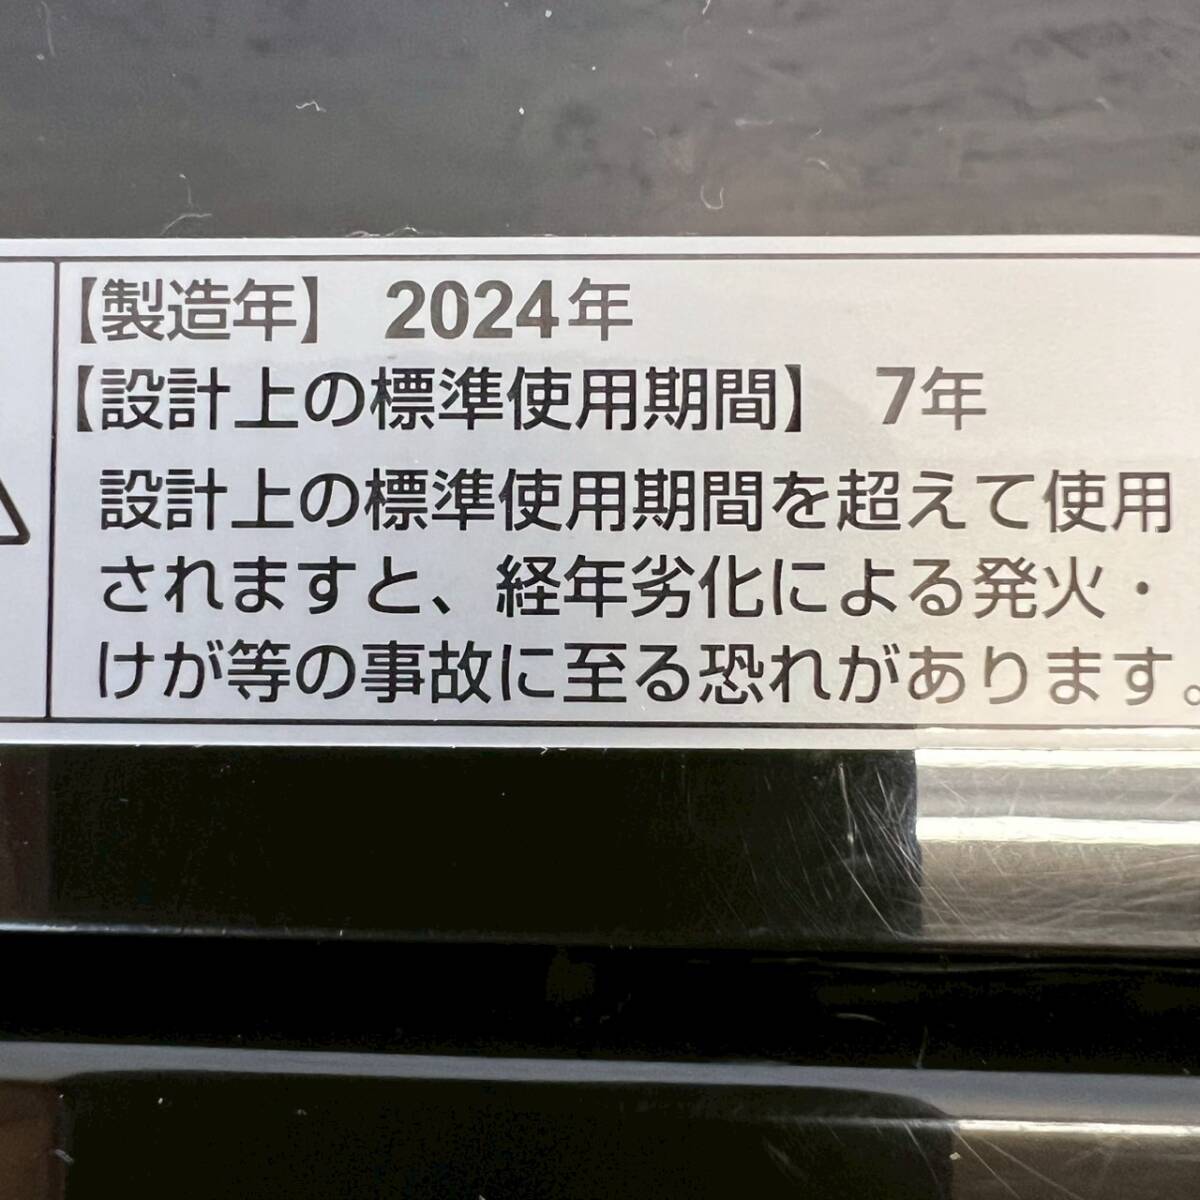 【製造年】 2024年
【設計上の標準使用期間】 7年
設計上の標準使用期間を超えて使用
されますと、経年劣化による発火・
けが等の事故に至る恐れがあります。